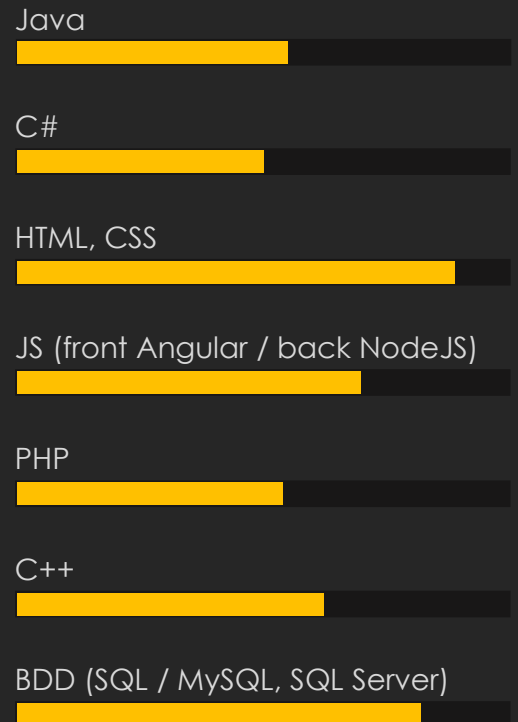 Java
C#
HTML, CSS
JS (front Angular / back NodeJS)
PHP
C++
BDD (SQL / MySQL, SQL Server)